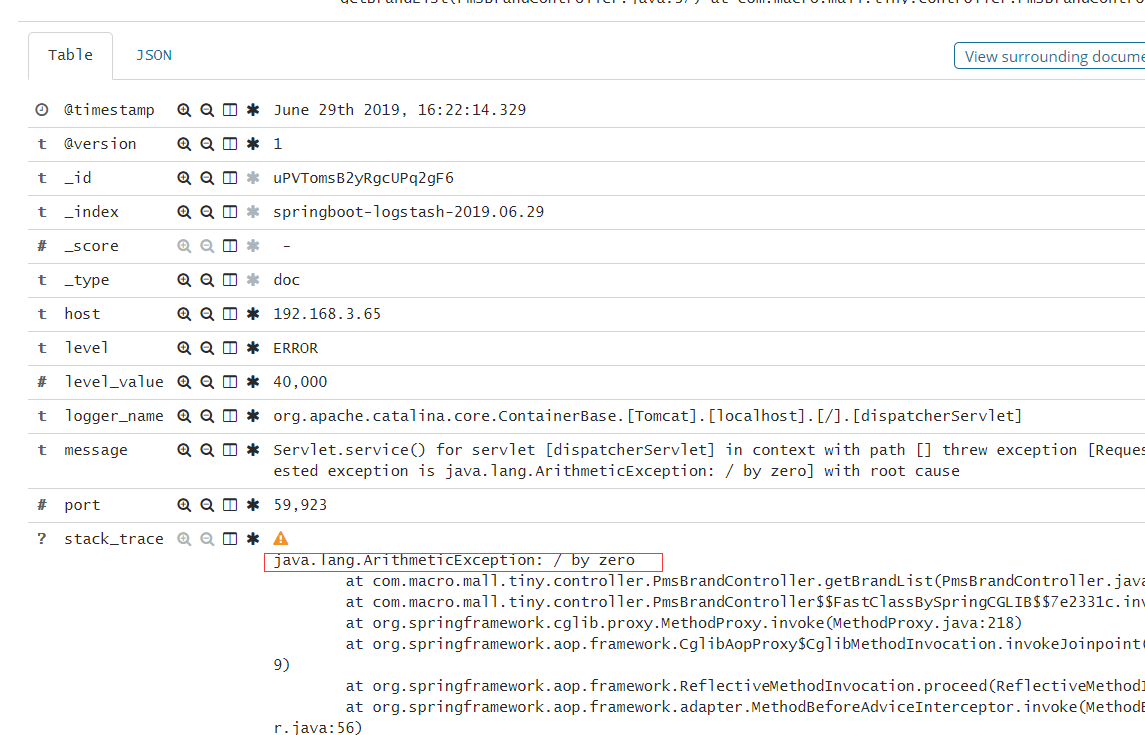 getBrandList(PmsBrandController.java:37) at com.macro.mall.tiny.controller.PmsBrandContro
Table JSON View surrounding docume
@timestamp June 29th 2019, 16:22:14.329
t @version 1
t _id uPVTomsB2yRgcUPq2gF6
t _index springboot-logstash-2019.06.29
# _score -
t _type doc
t host 192.168.3.65
t level ERROR
# level_value 40,000
t logger_name org.apache.catalina.core.ContainerBase.[Tomcat].[localhost].[/].[dispatcherServlet]
t message Servlet.service() for servlet [dispatcherServlet] in context with path [] threw exception [Reques
ested exception is java.lang.ArithmeticException: / by zero] with root cause
# port 59,923
? stack_trace
java.lang.ArithmeticException: / by zero
at com.macro.mall.tiny.controller.PmsBrandController.getBrandList(PmsBrandController.java
at com.macro.mall.tiny.controller.PmsBrandController$$FastClassBySpringCGLIB$$7e2331c.inv
at org.springframework.cglib.proxy.MethodProxy.invoke(MethodProxy.java:218)
at org.springframework.aop.framework.CglibAopProxy$CglibMethodInvocation.invokeJoinpoint(
9)
at org.springframework.aop.framework.ReflectiveMethodInvocation.proceed(ReflectiveMethodI
at org.springframework.aop.framework.adapter.MethodBeforeAdviceInterceptor.invoke(MethodB
r.java:56)